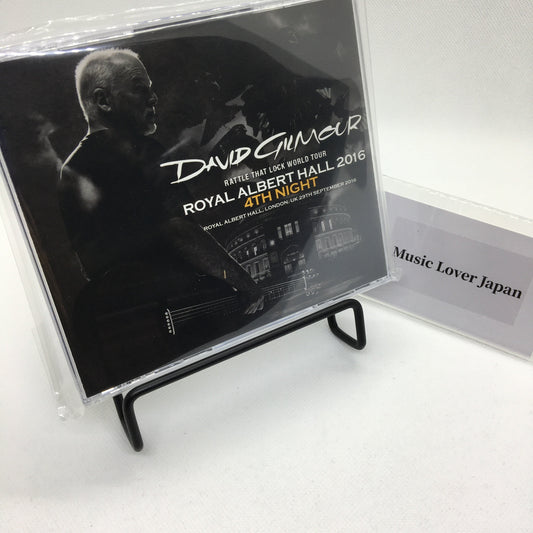 DAVID GILMOUR
RATTLE THAT LOCK WORLD TOUR
ROYAL ALBERT HALL 2016
4TH NIGHT
ROYAL ALBERT HALL, LONDON, UK 29TH SEPTEMBER 2016
Music Lover Japan